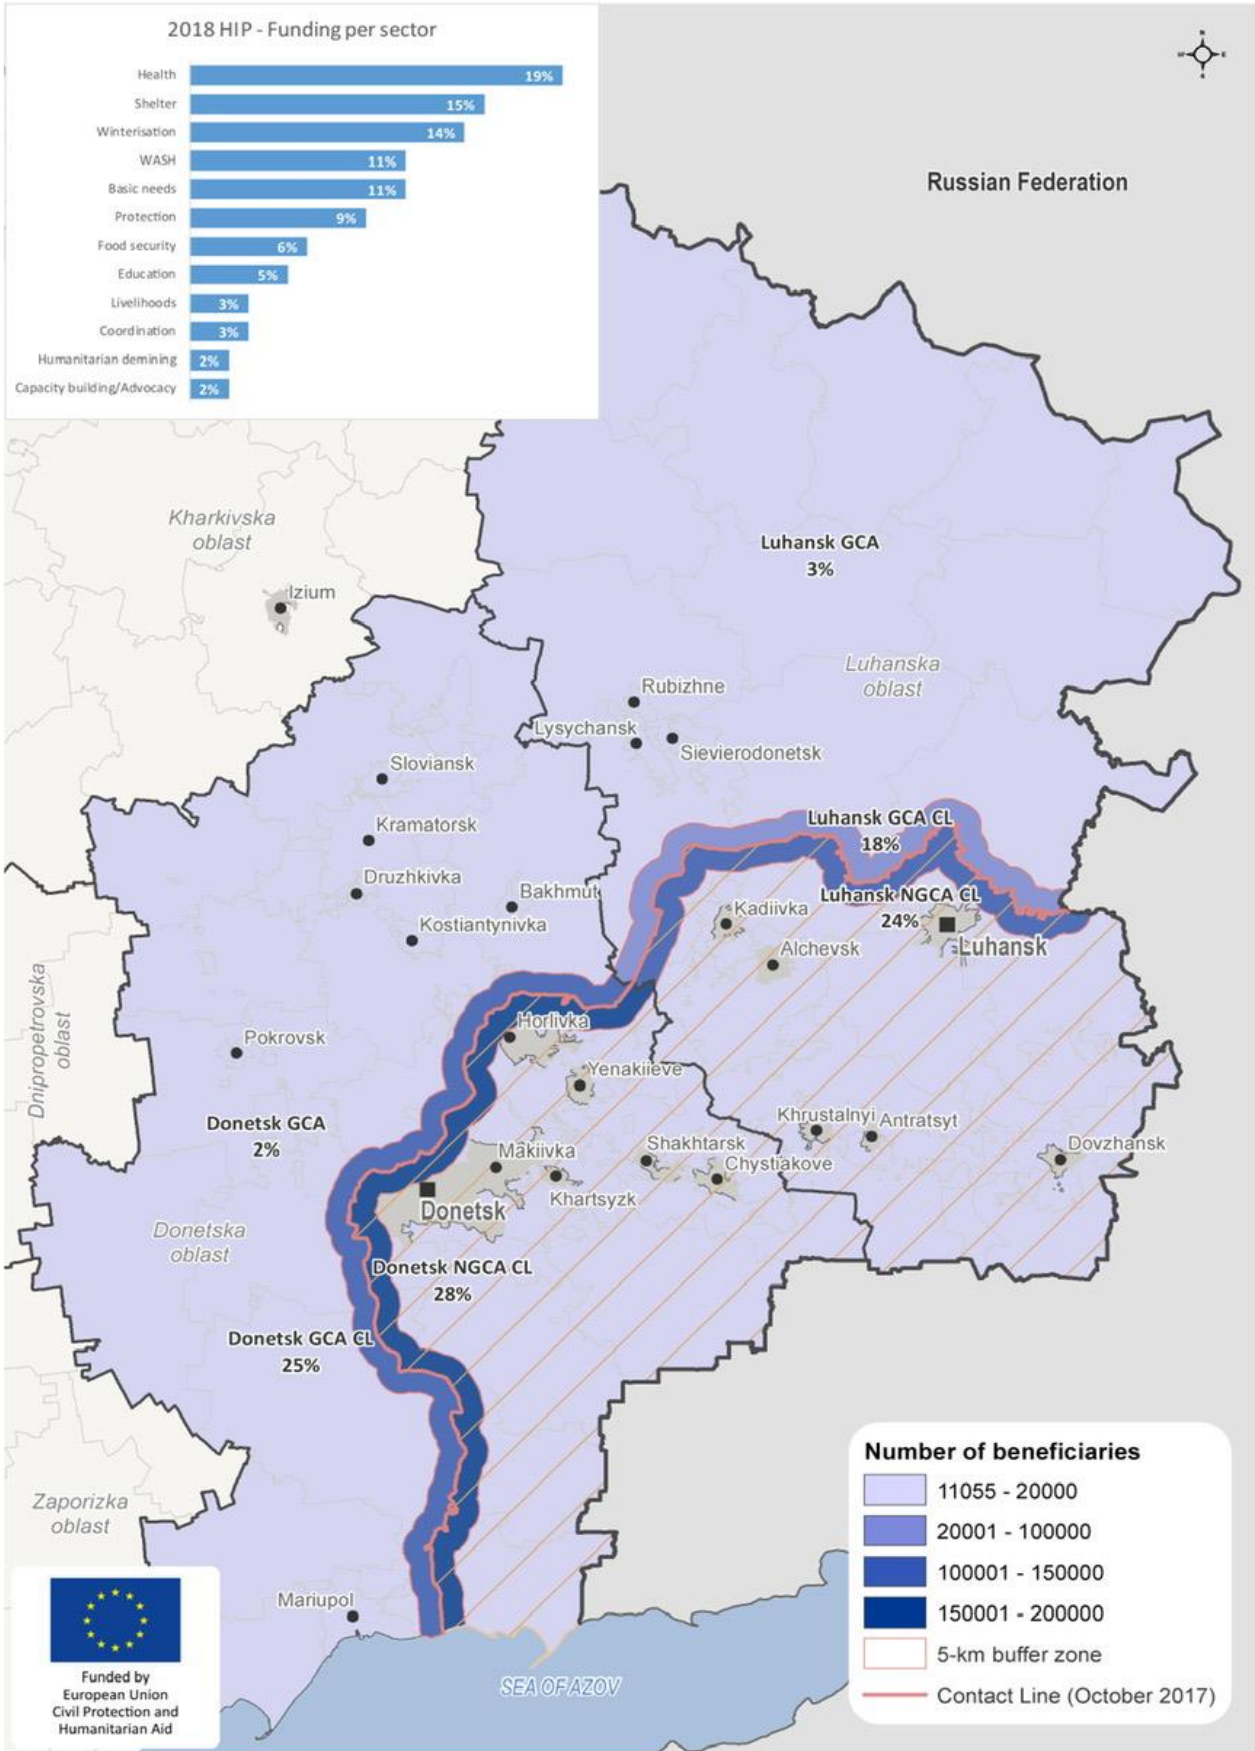 2018 HIP - Funding per sector
Health 19%
Shelter 15%
Winterisation 14%
WASH 11%
Basic needs 11%
Protection 9%
Food security 6%
Education 5%
Livelihoods 3%
Coordination 3%
Humanitarian demining 2%
Capacity building/Advocacy 2%
N
W E
S
Russian Federation
Kharkivska
oblast
Izium
Luhansk GCA
3%
Luhanska
oblast
Rubizhne
Lysychansk
Sievierodonetsk
Sloviansk
Kramatorsk
Druzhkivka
Bakhmut
Kostiantynivka
Luhansk GCA CL
18%
Luhansk NGCA CL
24%
Kadiivka
Luhansk
Alchevsk
Dnipropetrovska
oblast
Pokrovsk
Horlivka
Yenakiieve
Donetsk GCA
2%
Khrustalnyi
Antratsyt
Makiivka
Shakhtarsk
Chystiakove
Dovzhansk
Khartsyzk
Donetsk
Donetska
oblast
Donetsk NGCA CL
28%
Donetsk GCA CL
25%
Zaporizka
oblast
Mariupol
SEA OF AZOV
Funded by
European Union
Civil Protection and
Humanitarian Aid
Number of beneficiaries
11055 - 20000
20001 - 100000
100001 - 150000
150001 - 200000
5-km buffer zone
Contact Line (October 2017)